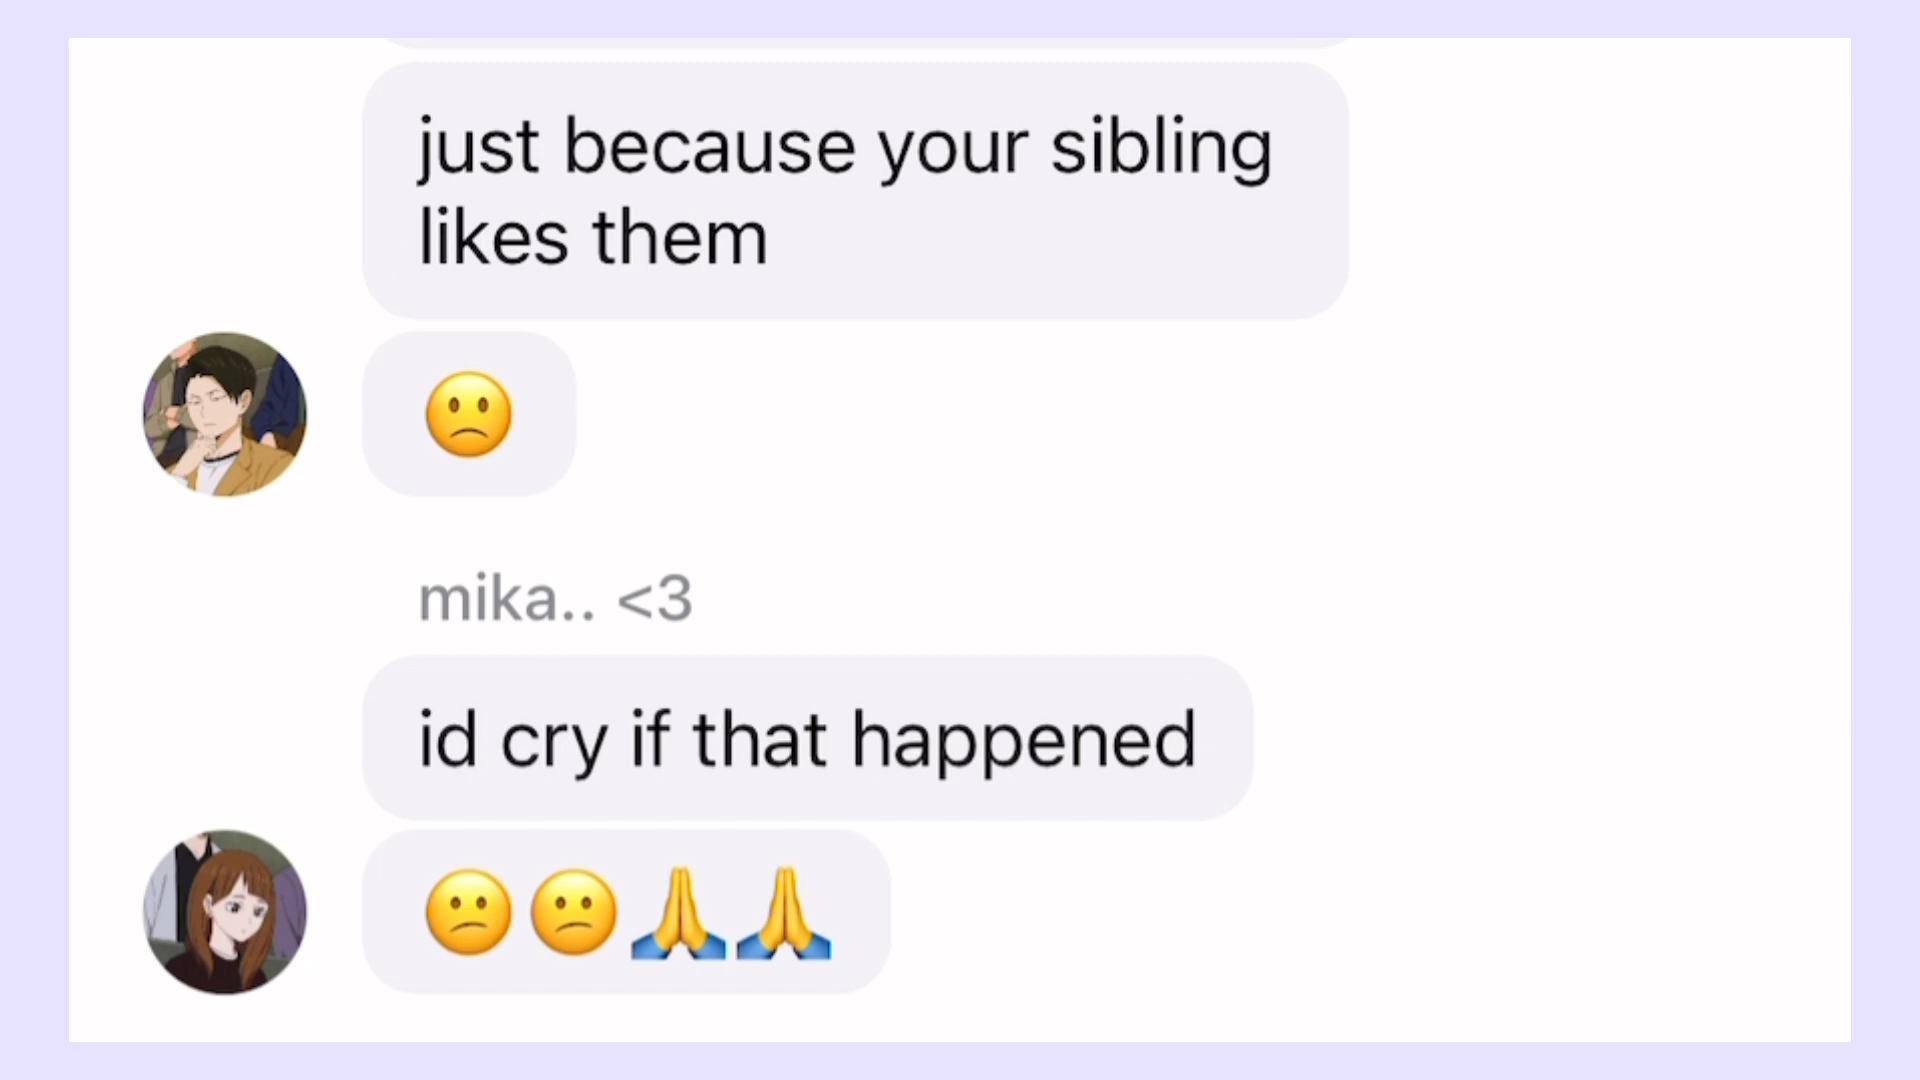 just because your sibling
likes them
🙁
mika.. <3
id cry if that happened
🫤🫤🙏🙏